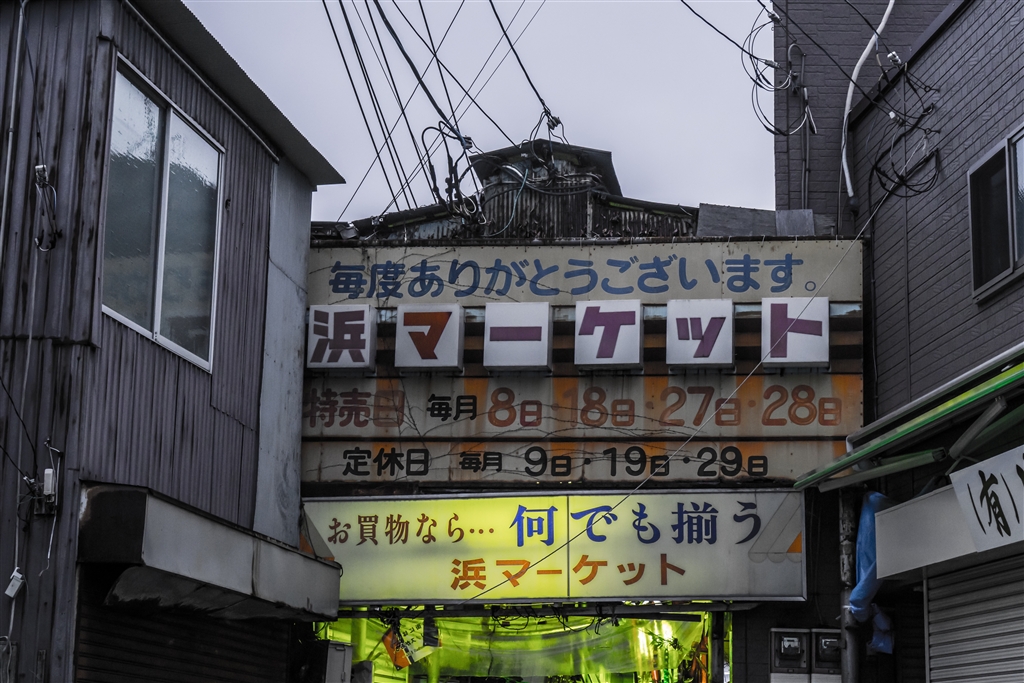 毎度ありがとうございます。
浜マーケット
特売日 毎月 8日・18日・27日・28日
定休日 毎月 9日・19日・29日
お買物なら… 何でも揃う
浜マーケット
(有)